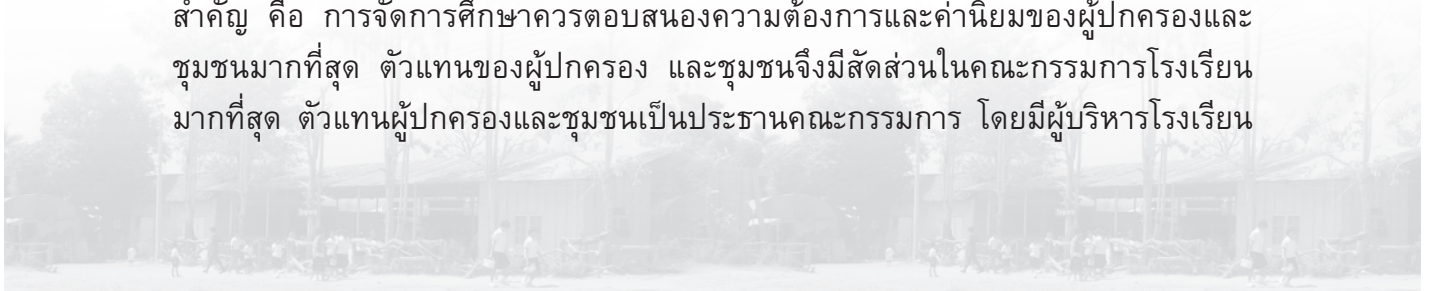 สำคัญ คือ การจัดการศึกษาควรตอบสนองความต้องการและค่านิยมของผู้ปกครองและ
ชุมชนมากที่สุด ตัวแทนของผู้ปกครอง และชุมชนจึงมีสัดส่วนในคณะกรรมการโรงเรียน
มากที่สุด ตัวแทนผู้ปกครองและชุมชนเป็นประธานคณะกรรมการ โดยมีผู้บริหารโรงเรียน